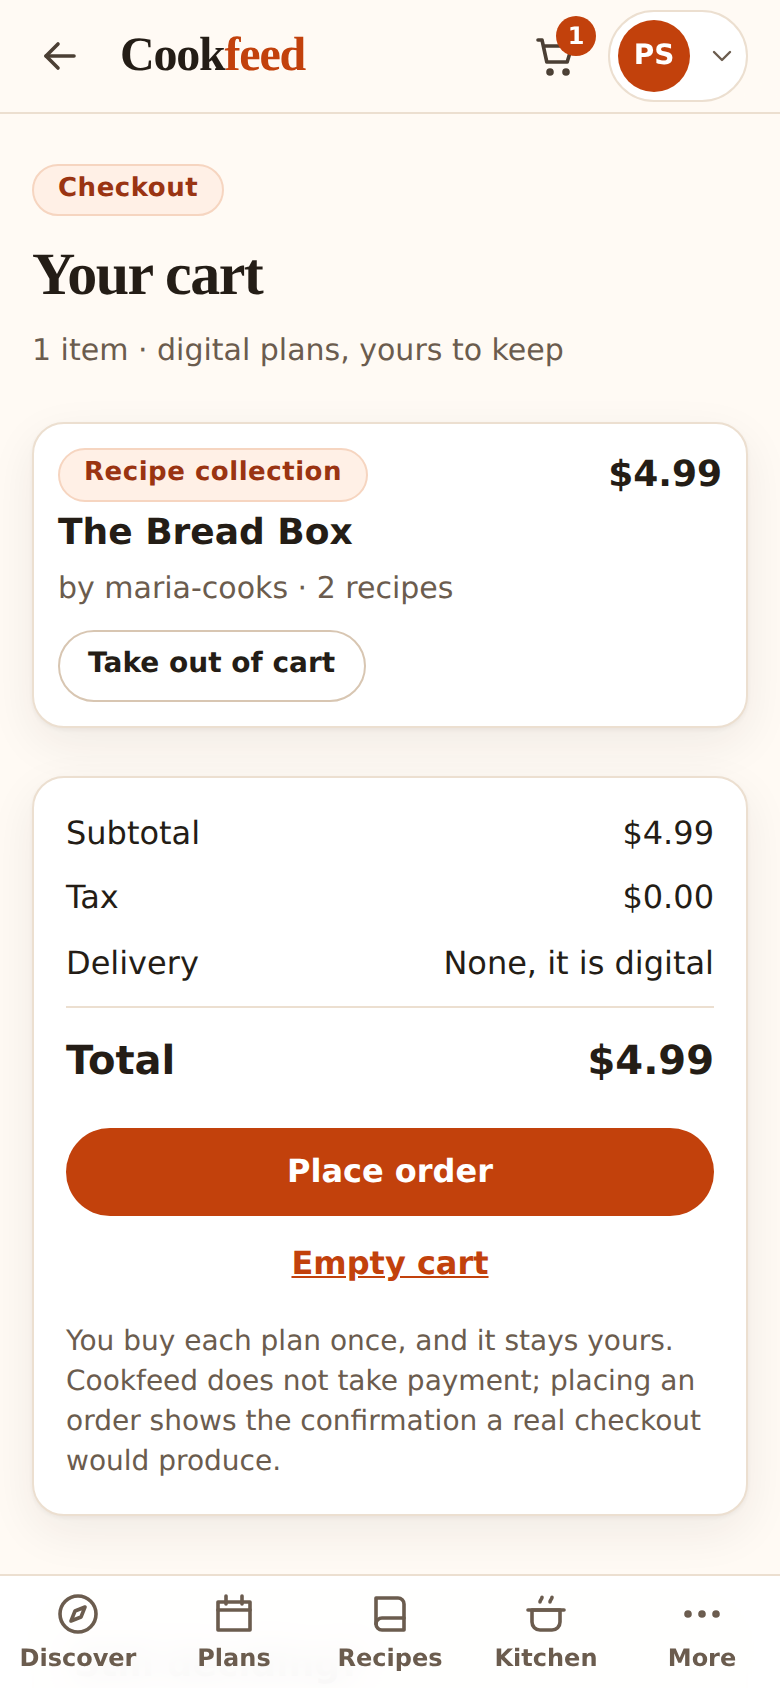 Cookfeed
1
PS
Checkout
Your cart
1 item · digital plans, yours to keep
Recipe collection
$4.99
The Bread Box
by maria-cooks · 2 recipes
Take out of cart
Subtotal $4.99
Tax $0.00
Delivery None, it is digital
Total $4.99
Place order
Empty cart
You buy each plan once, and it stays yours.
Cookfeed does not take payment; placing an
order shows the confirmation a real checkout
would produce.
Discover Plans Recipes Kitchen More